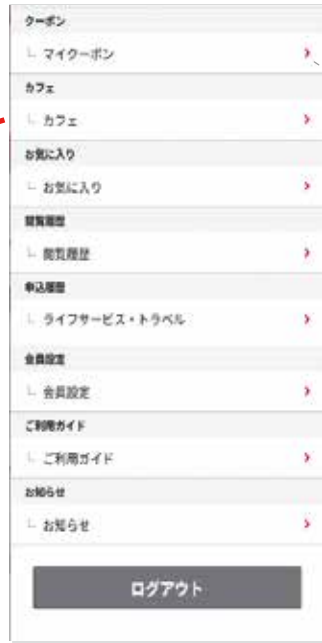 クーポン
└ マイクーポン
カフェ
└ カフェ
お気に入り
└ お気に入り
閲覧履歴
└ 閲覧履歴
申込履歴
└ ライフサービス・トラベル
会員設定
└ 会員設定
ご利用ガイド
└ ご利用ガイド
お知らせ
└ お知らせ
ログアウト